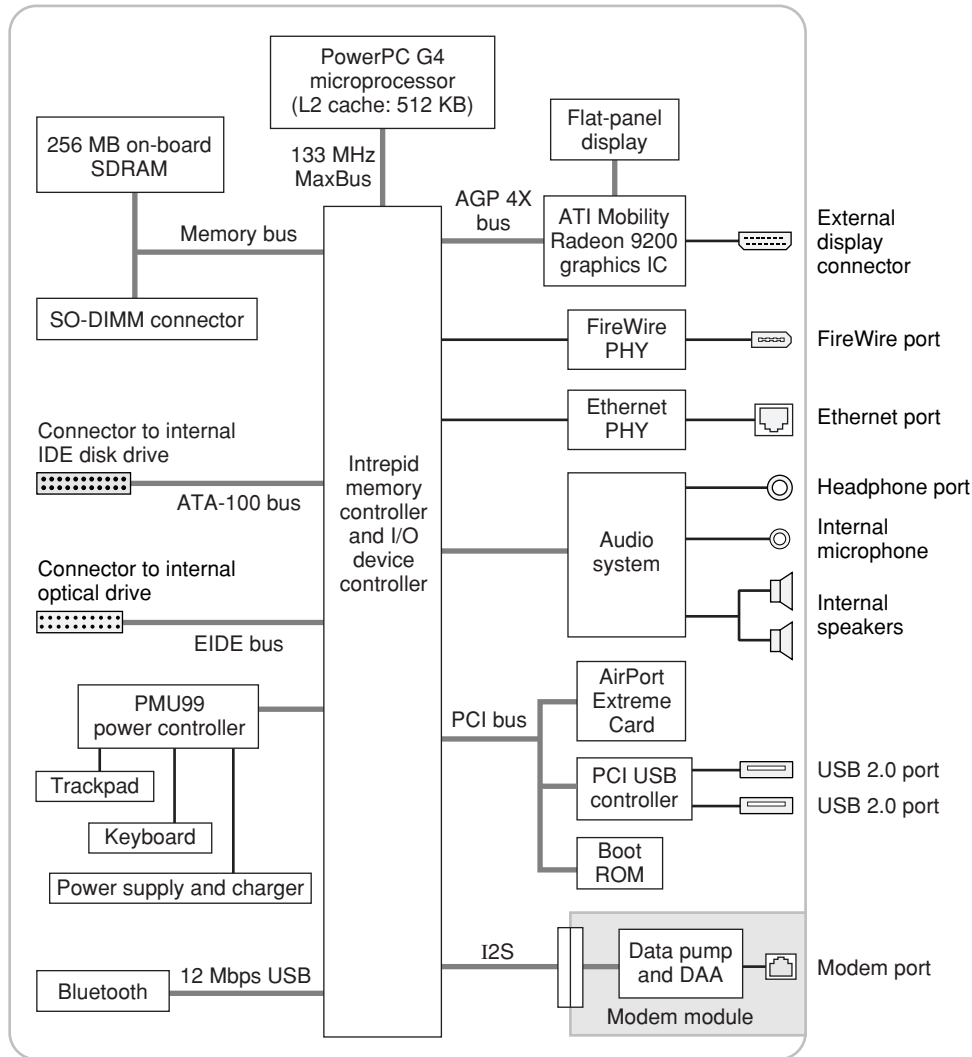 PowerPC G4
microprocessor
(L2 cache: 512 KB)
Flat-panel
display
256 MB on-board
SDRAM
133 MHz
MaxBus
AGP 4X
bus
ATI Mobility
Radeon 9200
graphics IC
External
display
connector
Memory bus
SO-DIMM connector
FireWire
PHY
FireWire port
Ethernet
PHY
Ethernet port
Connector to internal
IDE disk drive
ATA-100 bus
Intrepid
memory
controller
and I/O
device
controller
Audio
system
Headphone port
Internal
microphone
Internal
speakers
Connector to internal
optical drive
EIDE bus
PMU99
power controller
Trackpad
Keyboard
Power supply and charger
PCI bus
AirPort
Extreme
Card
PCI USB
controller
USB 2.0 port
USB 2.0 port
Boot
ROM
Bluetooth
12 Mbps USB
I2S
Data pump
and DAA
Modem port
Modem module